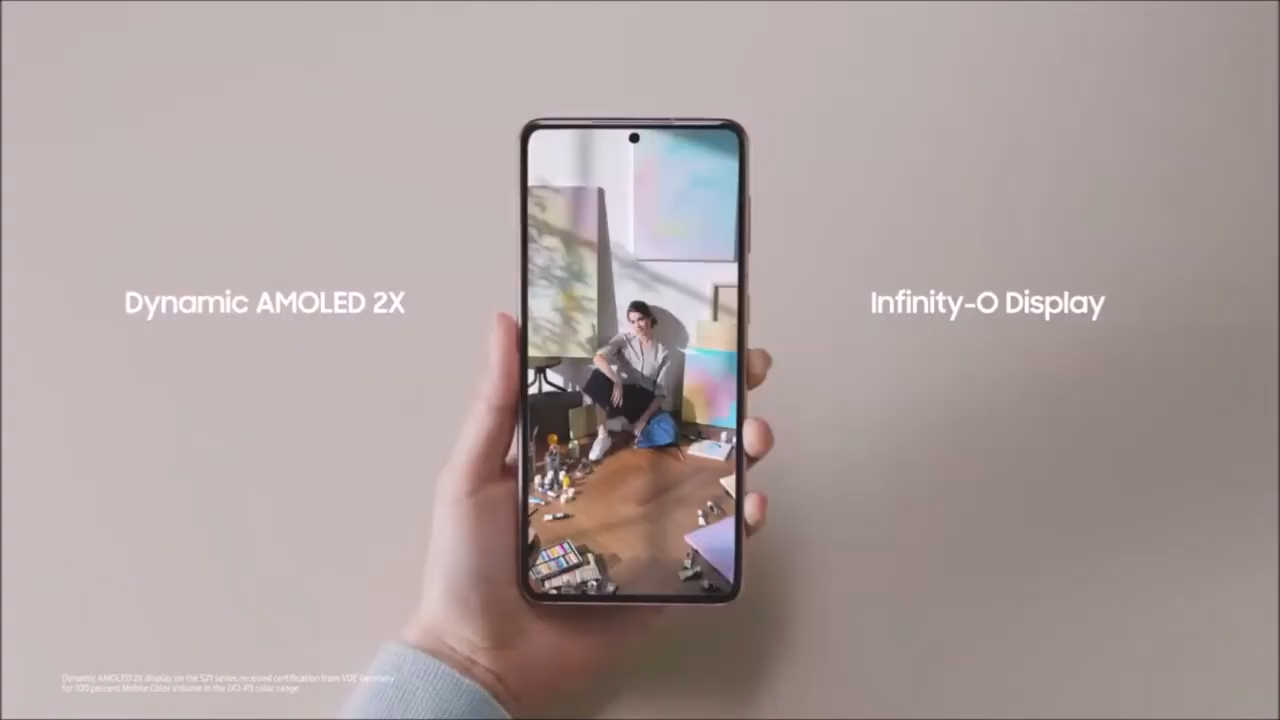 Dynamic AMOLED 2X
Infinity-O Display
Dynamic AMOLED 2X display on the S21 series received certification from VDE Germany
for 100 percent Mobile Color Volume in the DCI-P3 color range